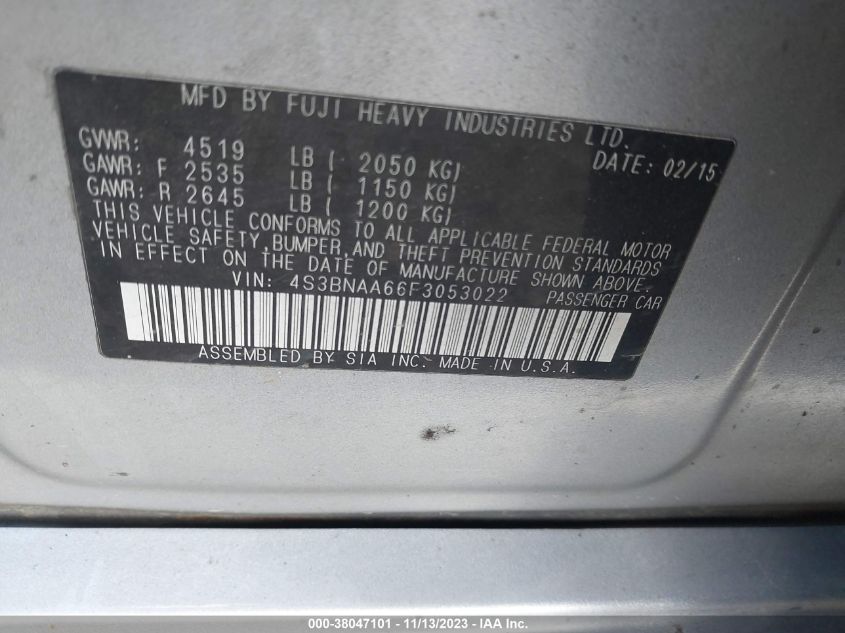 MFD BY FUJI HEAVY INDUSTRIES LTD.
GVWR: 4519 LB ( 2050 KG) DATE: 02/15
GAWR: F 2535 LB ( 1150 KG)
GAWR: R 2645 LB ( 1200 KG)
THIS VEHICLE CONFORMS TO ALL APPLICABLE FEDERAL MOTOR
VEHICLE SAFETY, BUMPER, AND THEFT PREVENTION STANDARDS
IN EFFECT ON THE DATE OF MANUFACTURE SHOWN ABOVE.
VIN: 4S3BNAA66F3053022 PASSENGER CAR
ASSEMBLED BY SIA INC. MADE IN U.S.A.
000-38047101 - 11/13/2023 - IAA Inc.